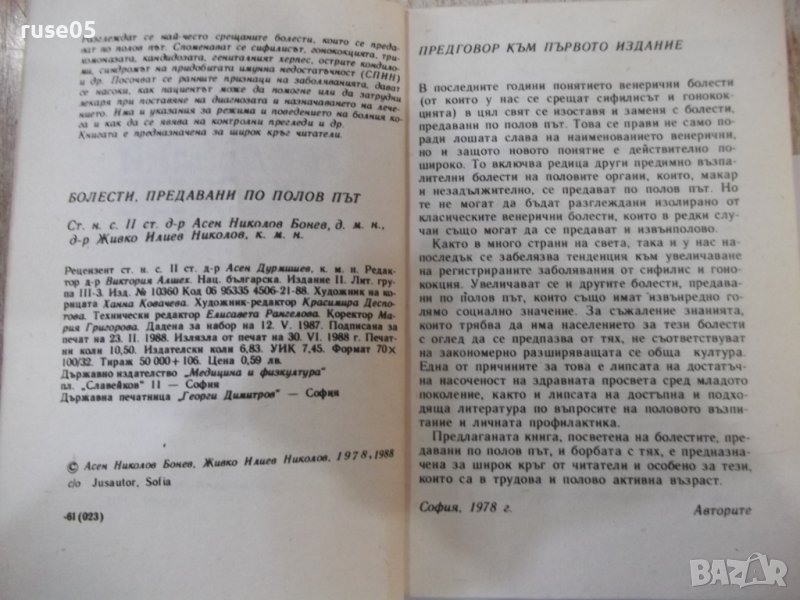 ruse05
Разглеждат се най-често срещаните болести, които се преда-
ват по полов път. Споменават се сифилисът, гонококцията, три-
хомоназата, кандидозата, гениталният херпес, острите кондило-
ми, синдромът на придобитата имунна недостатъчност (СПИН)
и др. Посочват се ранните признаци на заболяванията, дават
се насоки, как пациентът може да помогне или да затрудни
лекаря при поставяне на диагнозата и назначаването на лече-
нието. Има и указания за режима и поведението на болния ко-
га и как да се явява на контролни прегледи и др.
Книгата е предназначена за широк кръг читатели.
БОЛЕСТИ, ПРЕДАВАНИ ПО ПОЛОВ ПЪТ
Ст. н. с. II ст. д-р Асен Николов Бонев, д. м. н.,
д-р Живко Илиев Николов, к. м. н.
Рецензент ст. н. с. II ст. д-р Асен Дурмишев, к. м. н. Редак-
тор д-р Виктория Алшех. Нац. българска. Издание II. Лит. гру-
па III-3. Изд. № 10360 Код 06 95335 4506-21-88. Художник на ко-
рицата Ханна Ковачева. Художник-редактор Красимира Деспо-
това. Технически редактор Елисавета Рангелова. Коректор Ма-
рия Григорова. Дадена за набор на 12. V. 1987. Подписана за
печат на 23. II. 1988. Излязла от печат на 30. VI. 1988 г. Печат-
ни коли 10,50. Издателски коли 6,83. УИК 7,45. Формат 70×
100/32. Тираж 50 000 + 106. Цена 0,59 лв.
Държавно издателство „Медицина и физкултура“
пл. „Славейков“ 11 — София
Държавна печатница „Георги Димитров“ — София
© Асен Николов Бонев, Живко Илиев Николов, 1978, 1988
c/o Jusautor, Sofia
-61 (023)
ПРЕДГОВОР КЪМ ПЪРВОТО ИЗДАНИЕ
В последните години понятието венерични болести
(от които у нас се срещат сифилисът и гонокок-
цията) в цял свят се изоставя и заменя с болести,
предавани по полов път. Това се прави не само по-
ради лошата слава на наименованието венерични,
но и защото новото понятие е действително по-
широко. То включва редица други предимно възпа-
лителни болести на половите органи, които, макар
и незадължително, се предават по полов път. Но
те не могат да бъдат разглеждани изолирано от
класическите венерични болести, които в редки слу-
чаи също могат да се предават и извънполово.
Както в много страни на света, така и у нас на-
последък се забелязва тенденция към увеличаване
на регистрираните заболявания от сифилис и гоно-
кокция. Увеличават се и другите болести, предава-
ни по полов път, които също имат извънредно го-
лямо социално значение. За съжаление знанията,
които трябва да има населението за тези болести
с оглед да се предпазва от тях, не съответствуват
на закономерно разширяващата се обща култура.
Една от причините за това е липсата на достатъч-
на насоченост на здравната просвета сред младото
поколение, както и липсата на достъпна и подхо-
дяща литература по въпросите на половото възпи-
тание и личната профилактика.
Предлаганата книга, посветена на болестите, пре-
давани по полов път, и борбата с тях, е предназна-
чена за широк кръг от читатели и особено за тези,
които са в трудова и полово активна възраст.
София, 1978 г.
Авторите
BAZAR